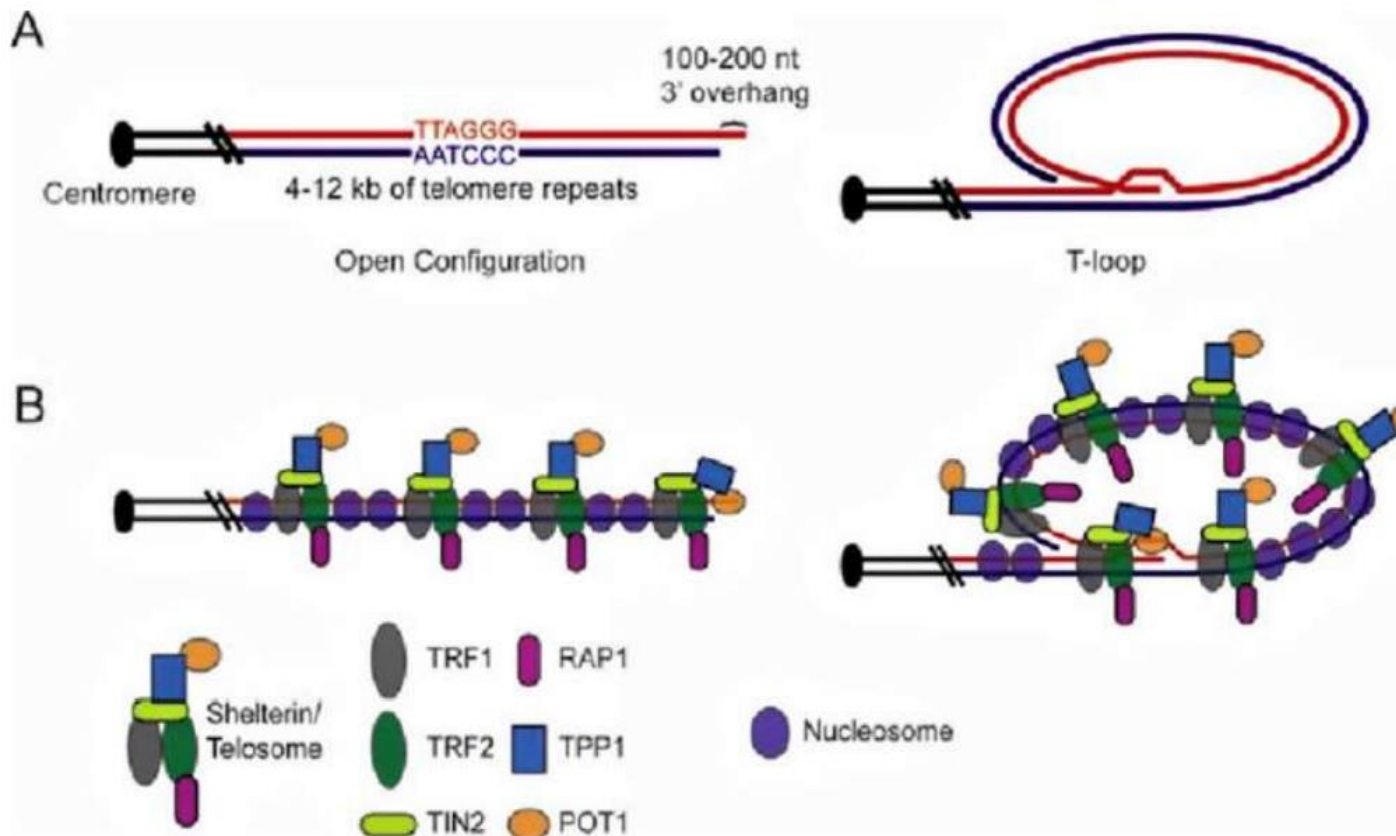 A
100-200 nt
3' overhang
TTAGGG
AATCCC
Centromere
4-12 kb of telomere repeats
Open Configuration
T-loop
B
Shelterin/
Telosome
TRF1
RAP1
TRF2
TPP1
TIN2
POT1
Nucleosome